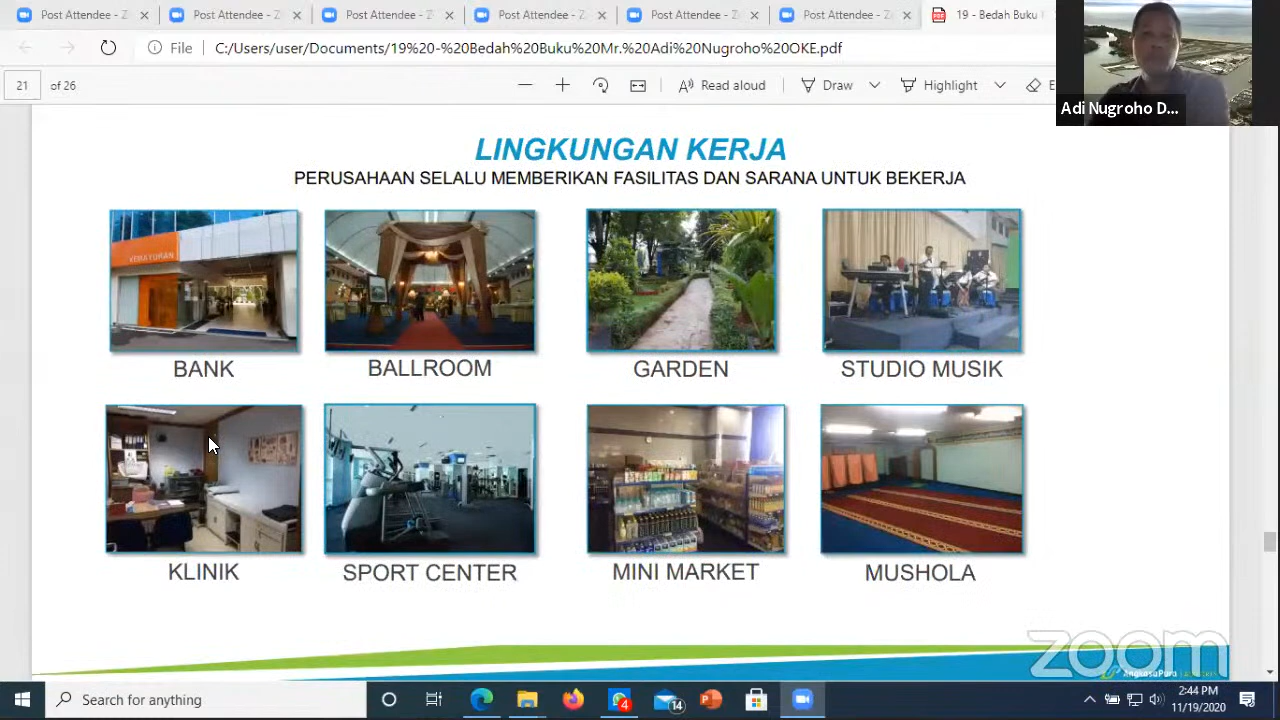 Post Attendee - Z
Post Attendee - Z
Post Attendee - Z
Post Attendee - Z
Post Attendee - Z
Post Attendee - Z
19 - Bedah Buku
File
C:/Users/user/Documents/19%20-%20Bedah%20Buku%20Mr.%20Adi%20Nugroho%20OKE.pdf
21 of 26
Read aloud
Draw
Highlight
Adi Nugroho D...
LINGKUNGAN KERJA
PERUSAHAAN SELALU MEMBERIKAN FASILITAS DAN SARANA UNTUK BEKERJA
BANK
BALLROOM
GARDEN
STUDIO MUSIK
KLINIK
SPORT CENTER
MINI MARKET
MUSHOLA
zoom
Search for anything
4
14
2:44 PM
11/19/2020